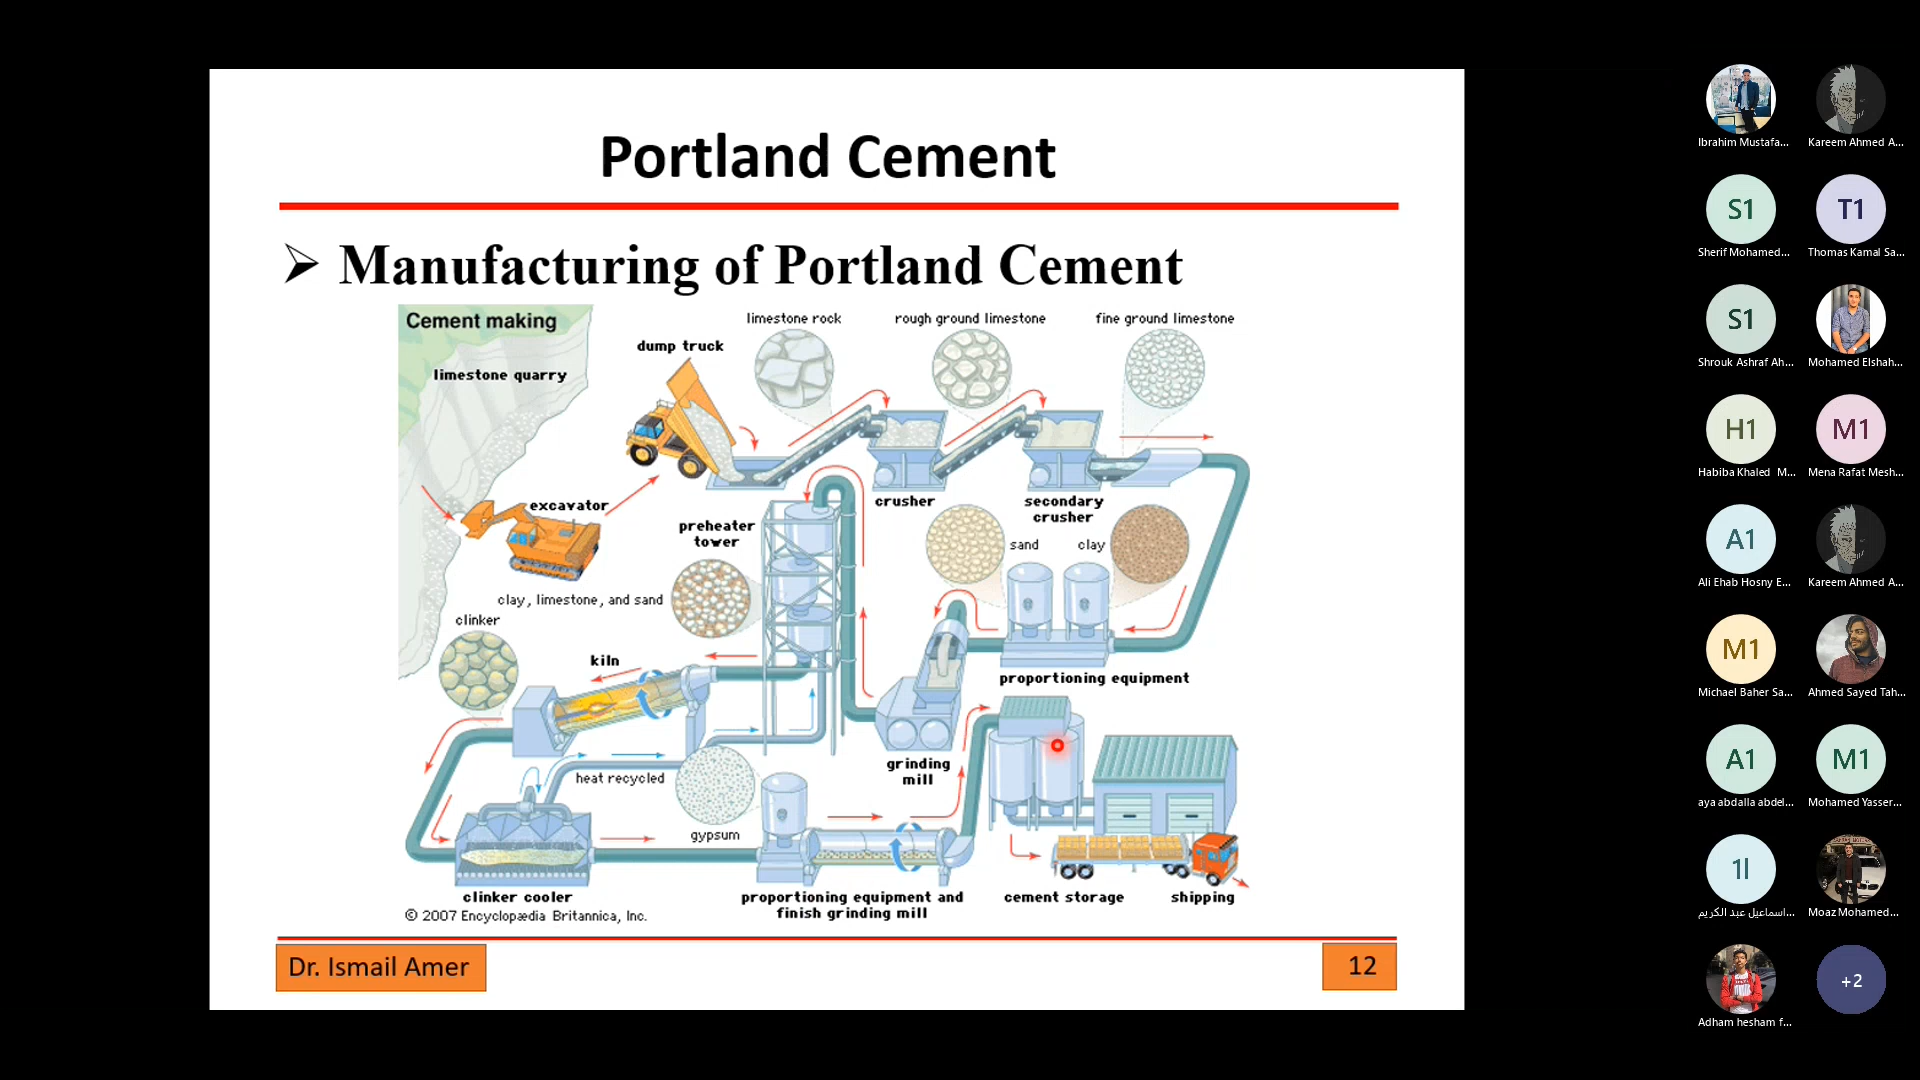 Portland Cement
➢ Manufacturing of Portland Cement
Cement making
limestone quarry
dump truck
limestone rock
rough ground limestone
fine ground limestone
excavator
crusher
secondary
crusher
preheater
tower
sand
clay
clay, limestone, and sand
clinker
kiln
proportioning equipment
grinding
mill
heat recycled
gypsum
clinker cooler
proportioning equipment and
finish grinding mill
cement storage
shipping
© 2007 Encyclopædia Britannica, Inc.
Dr. Ismail Amer
12
Ibrahim Mustafa...
Kareem Ahmed A...
S1
T1
Sherif Mohamed...
Thomas Kamal Sa...
S1
Shrouk Ashraf Ah...
Mohamed Elshah...
H1
M1
Habiba Khaled M...
Mena Rafat Mesh...
A1
Ali Ehab Hosny E...
Kareem Ahmed A...
M1
Michael Baher Sa...
Ahmed Sayed Tah...
A1
M1
aya abdalla abdel...
Mohamed Yasser...
1ا
اسماعيل عبد الكريم...
Moaz Mohamed...
Adham hesham f...
+2